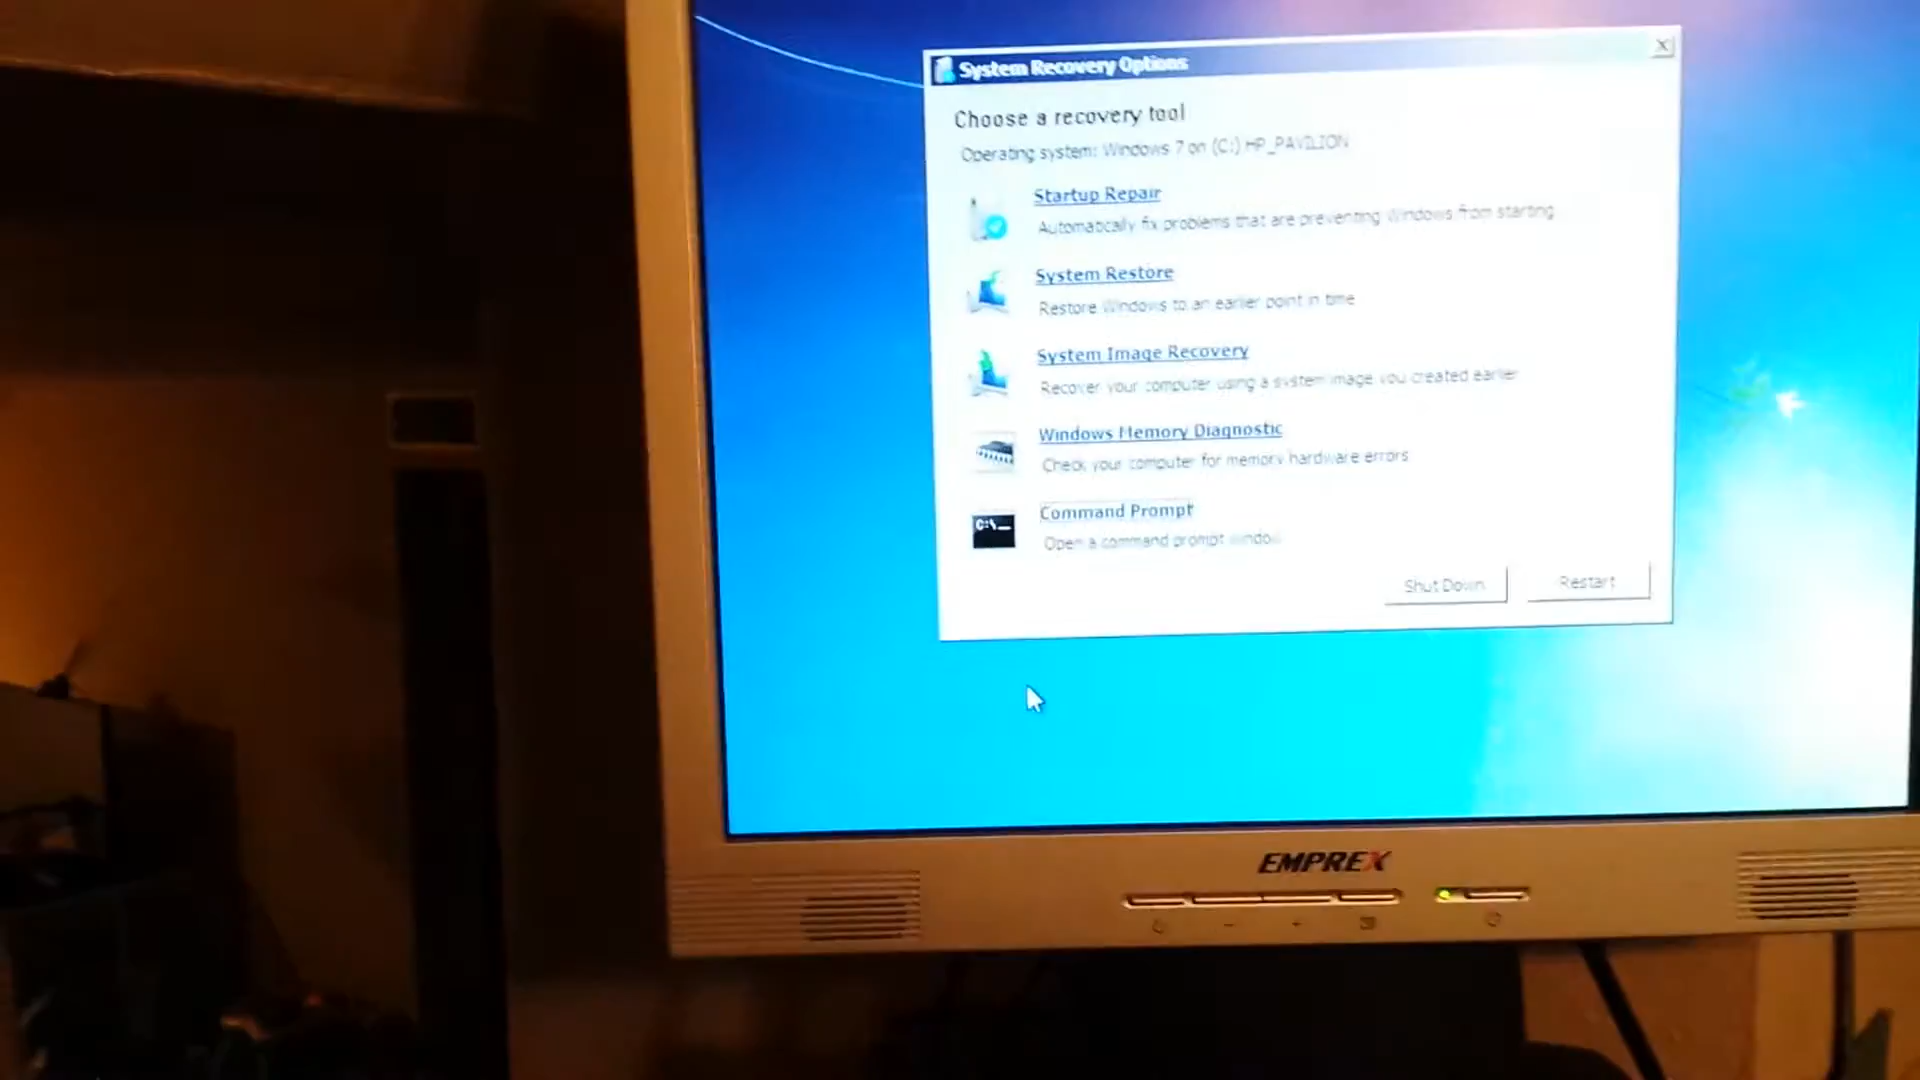 System Recovery Options
Choose a recovery tool
Operating system: Windows 7 on (C:) HP_PAVILION
Startup Repair
Automatically fix problems that are preventing Windows from starting
System Restore
Restore Windows to an earlier point in time
System Image Recovery
Recover your computer using a system image you created earlier
Windows Memory Diagnostic
Check your computer for memory hardware errors
C:\_
Command Prompt
Open a command prompt window
Shut Down
Restart
EMPREX